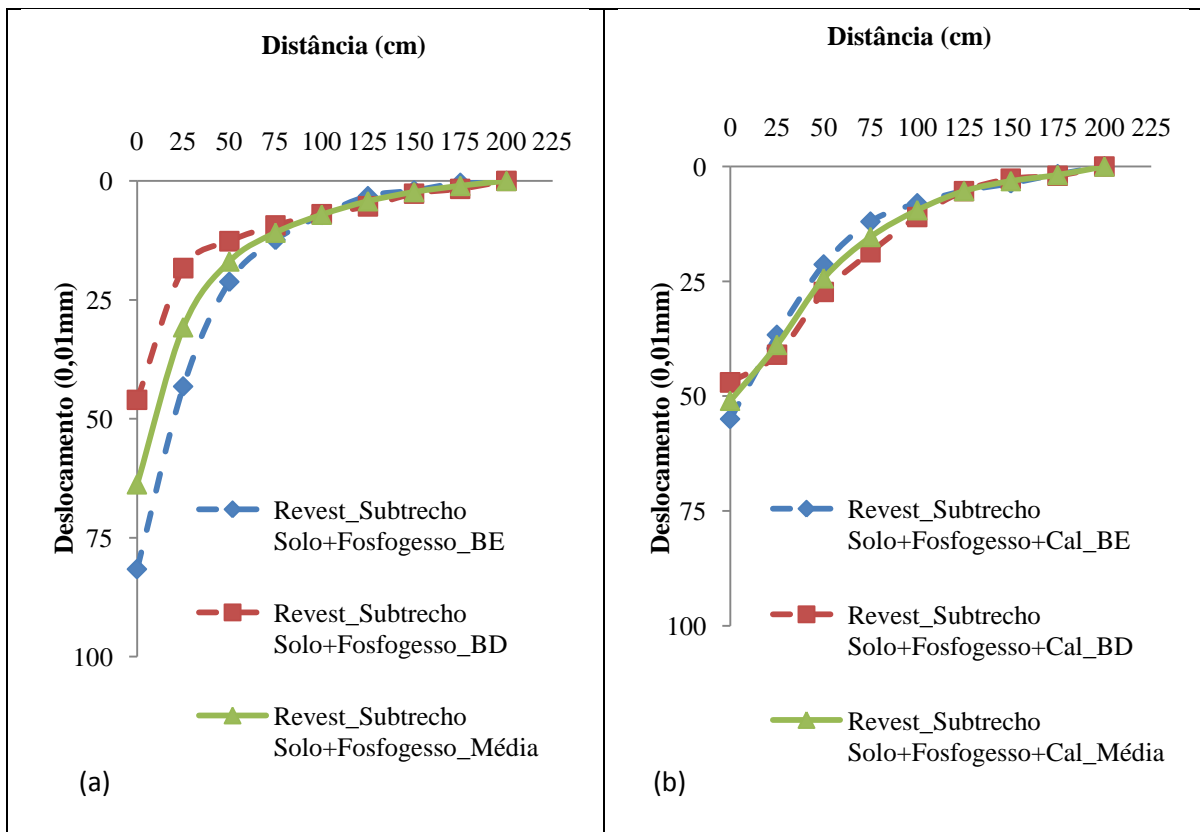 Distância (cm)
0 25 50 75 100 125 150 175 200 225
0
25
50
75
100
Deslocamento (0,01mm)
Revest_Subtrecho
Solo+Fosfogesso_BE
Revest_Subtrecho
Solo+Fosfogesso_BD
Revest_Subtrecho
Solo+Fosfogesso_Média
(a)
Distância (cm)
0 25 50 75 100 125 150 175 200 225
0
25
50
75
100
Deslocamento (0,01mm)
Revest_Subtrecho
Solo+Fosfogesso+Cal_BE
Revest_Subtrecho
Solo+Fosfogesso+Cal_BD
Revest_Subtrecho
Solo+Fosfogesso+Cal_Média
(b)